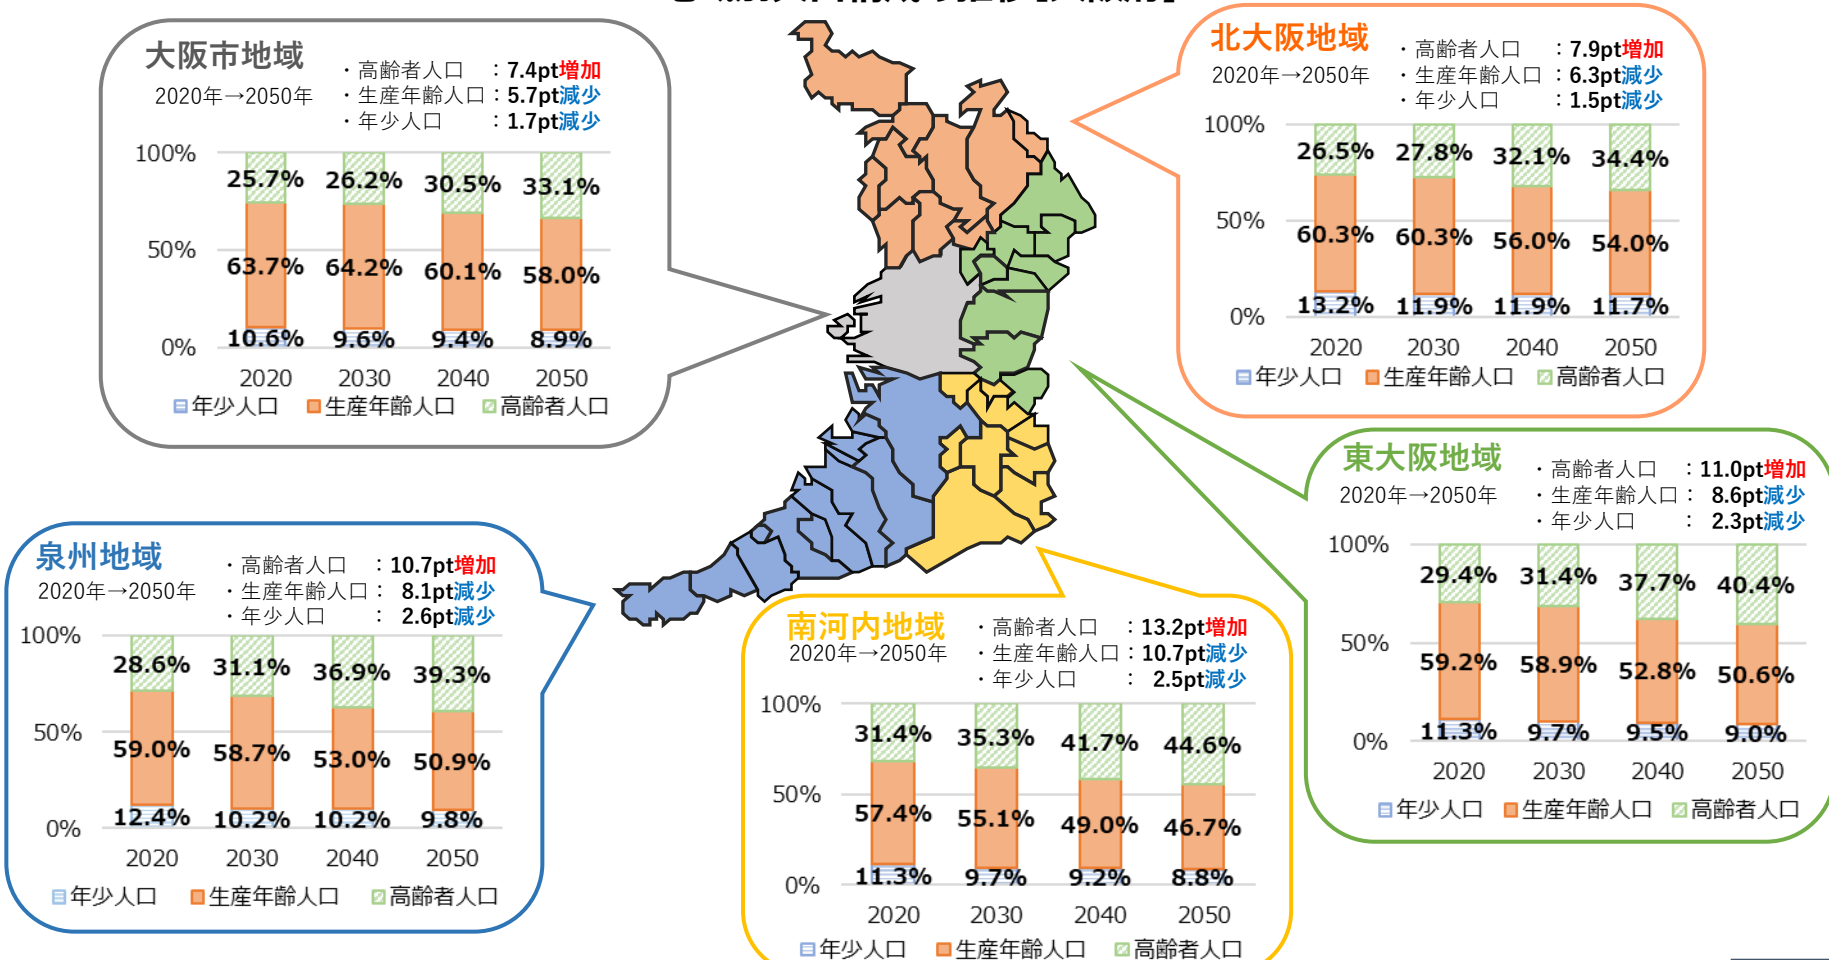 大阪市地域
2020年→2050年
・高齢者人口 ：7.4pt増加
・生産年齢人口：5.7pt減少
・年少人口 ：1.7pt減少
100%
50%
0%
25.7% 26.2% 30.5% 33.1%
63.7% 64.2% 60.1% 58.0%
10.6% 9.6% 9.4% 8.9%
2020 2030 2040 2050
年少人口 生産年齢人口 高齢者人口
北大阪地域
2020年→2050年
・高齢者人口 ：7.9pt増加
・生産年齢人口：6.3pt減少
・年少人口 ：1.5pt減少
100%
50%
0%
26.5% 27.8% 32.1% 34.4%
60.3% 60.3% 56.0% 54.0%
13.2% 11.9% 11.9% 11.7%
2020 2030 2040 2050
年少人口 生産年齢人口 高齢者人口
東大阪地域
2020年→2050年
・高齢者人口 ：11.0pt増加
・生産年齢人口： 8.6pt減少
・年少人口 ： 2.3pt減少
100%
50%
0%
29.4% 31.4% 37.7% 40.4%
59.2% 58.9% 52.8% 50.6%
11.3% 9.7% 9.5% 9.0%
2020 2030 2040 2050
年少人口 生産年齢人口 高齢者人口
泉州地域
2020年→2050年
・高齢者人口 ：10.7pt増加
・生産年齢人口： 8.1pt減少
・年少人口 ： 2.6pt減少
100%
50%
0%
28.6% 31.1% 36.9% 39.3%
59.0% 58.7% 53.0% 50.9%
12.4% 10.2% 10.2% 9.8%
2020 2030 2040 2050
年少人口 生産年齢人口 高齢者人口
南河内地域
2020年→2050年
・高齢者人口 ：13.2pt増加
・生産年齢人口：10.7pt減少
・年少人口 ： 2.5pt減少
100%
50%
0%
31.4% 35.3% 41.7% 44.6%
57.4% 55.1% 49.0% 46.7%
11.3% 9.7% 9.2% 8.8%
2020 2030 2040 2050
年少人口 生産年齢人口 高齢者人口